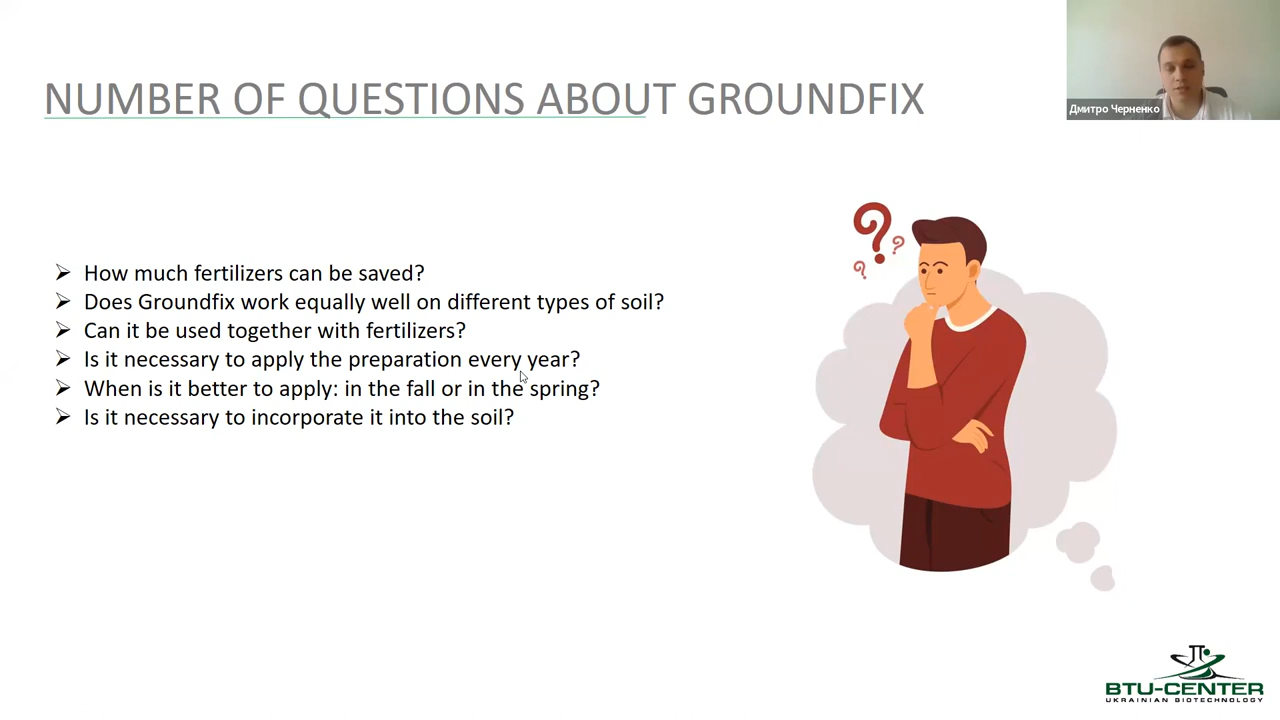 NUMBER OF QUESTIONS ABOUT GROUNDFIX
Дмитро Черненко
How much fertilizers can be saved?
Does Groundfix work equally well on different types of soil?
Can it be used together with fertilizers?
Is it necessary to apply the preparation every year?
When is it better to apply: in the fall or in the spring?
Is it necessary to incorporate it into the soil?
? ? ?
BTU-CENTER
UKRAINIAN BIOTECHNOLOGY